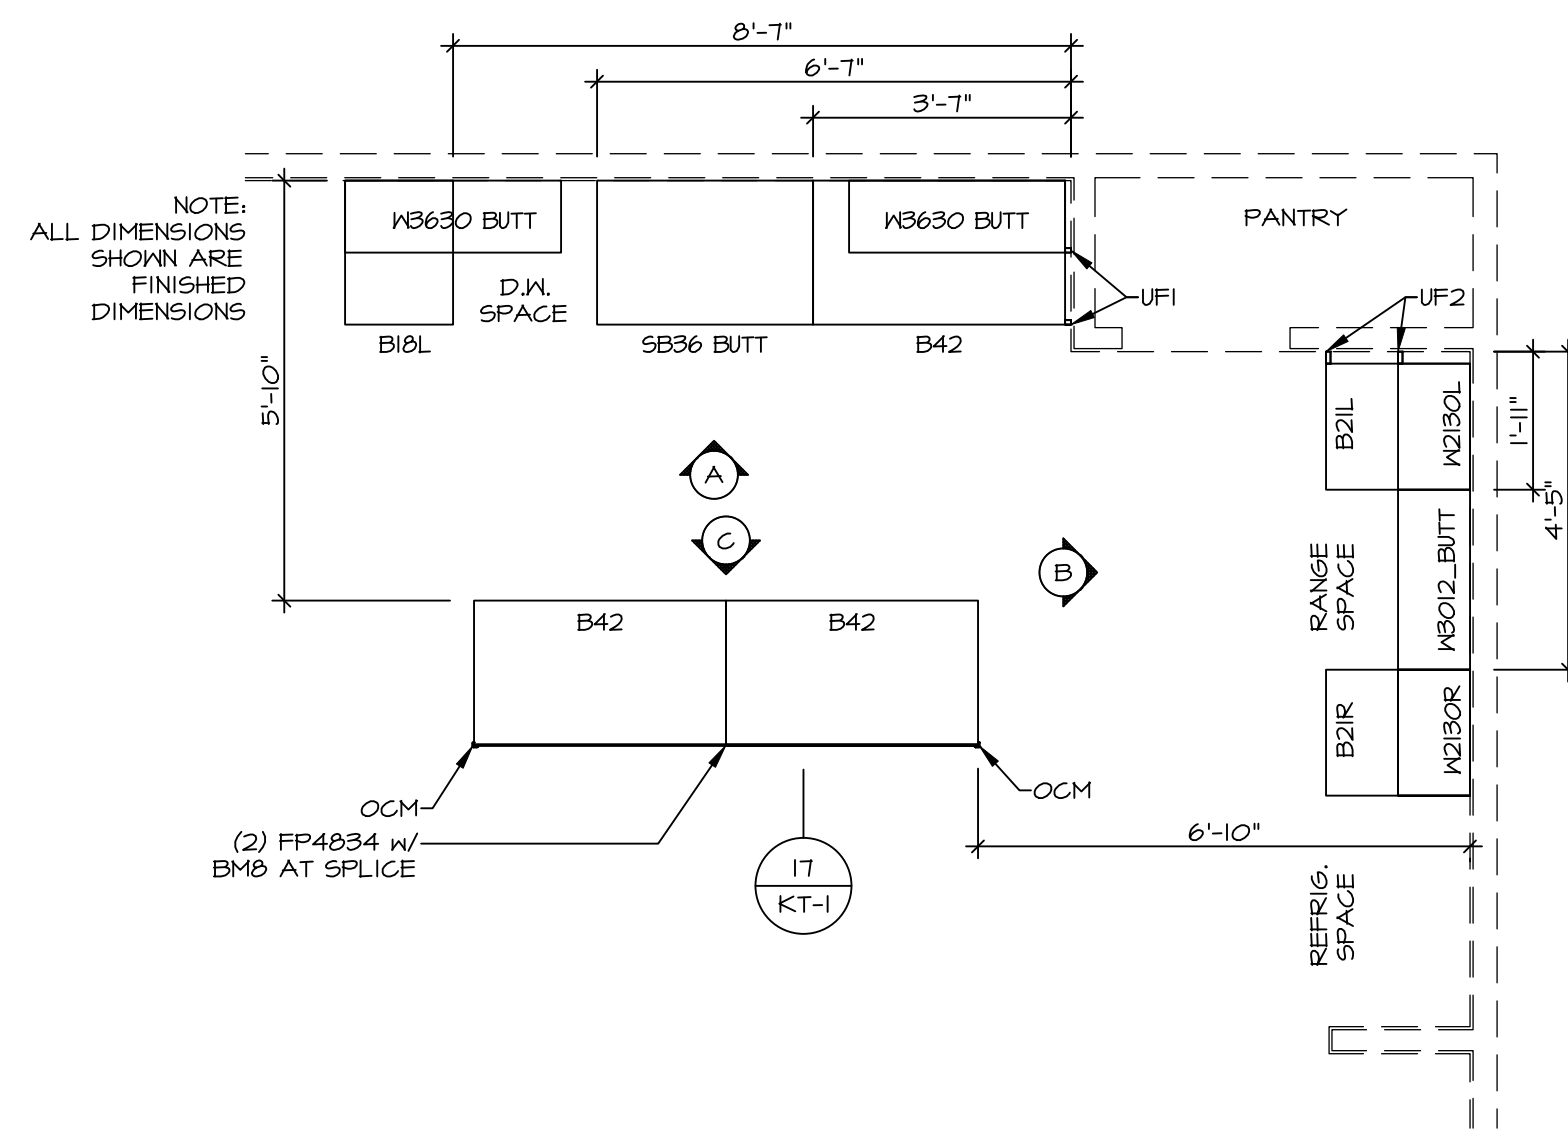 8'-7"
6'-7"
3'-7"
NOTE:
ALL DIMENSIONS
SHOWN ARE
FINISHED
DIMENSIONS
W3630 BUTT
W3630 BUTT
PANTRY
D.W.
SPACE
UF1
UF2
B18L
SB36 BUTT
B42
5'-10"
B21L
W2130L
1'-11"
4'-5"
A
C
B
RANGE
SPACE
W3012_BUTT
B42
B42
B21R
W2130R
OCM
OCM
(2) FP4834 W/
BM8 AT SPLICE
6'-10"
17
KT-1
REFRIG.
SPACE